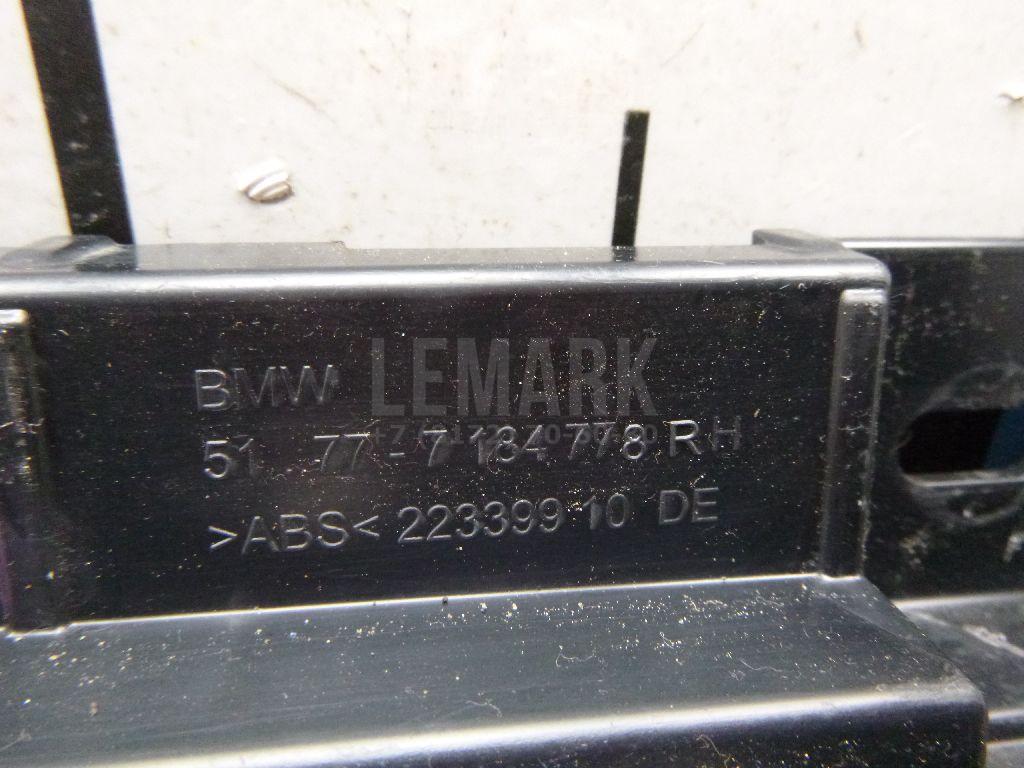 BMW
LEMARK
51 77-7 184 778 RH
>ABS< 223399 10 DE